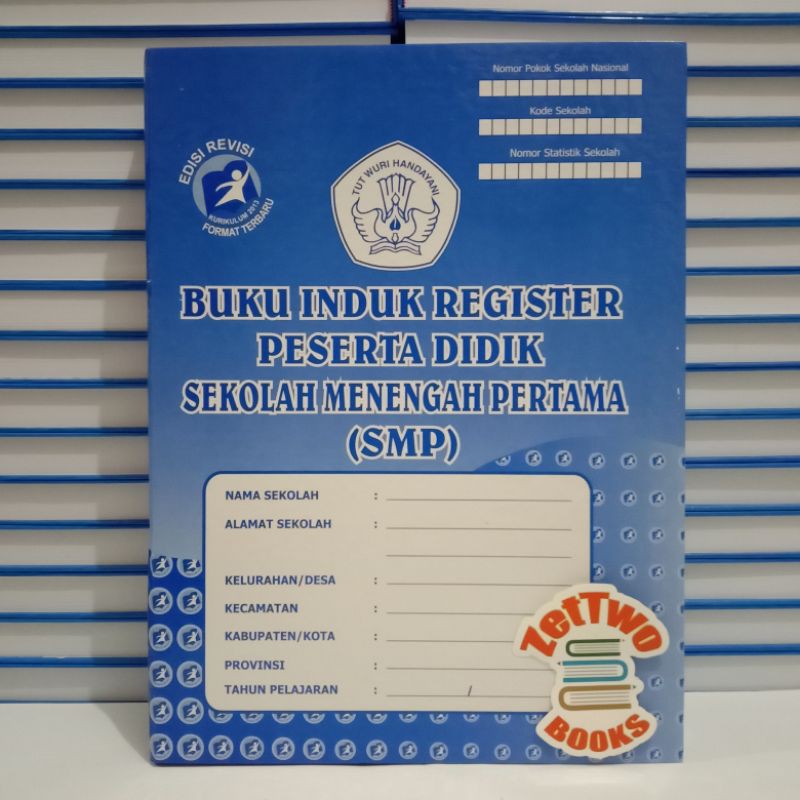 Nomor Pokok Sekolah Nasional
Kode Sekolah
Nomor Statistik Sekolah
EDISI REVISI
KURIKULUM 2013
FORMAT TERBARU
TUT WURI HANDAYANI
BUKU INDUK REGISTER
PESERTA DIDIK
SEKOLAH MENENGAH PERTAMA
(SMP)
NAMA SEKOLAH :
ALAMAT SEKOLAH :
KELURAHAN/DESA :
KECAMATAN :
KABUPATEN/KOTA :
PROVINSI :
TAHUN PELAJARAN : /
ZetTwo
BOOKS